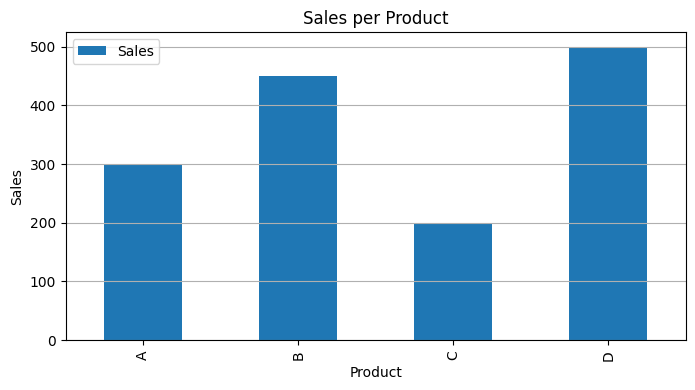 Sales per Product
Sales
500
400
300
200
100
0
Sales
A
B
C
D
Product